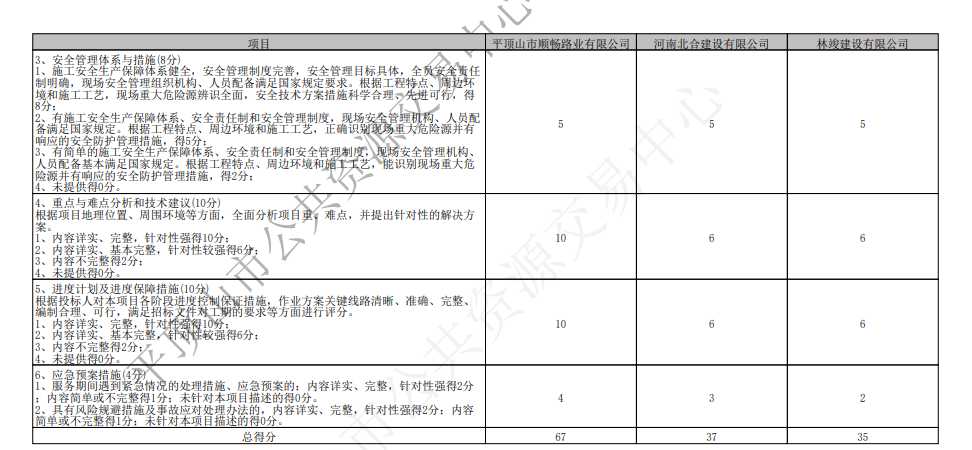 项目 平顶山市顺畅路业有限公司 河南北合建设有限公司 林竣建设有限公司
3、安全管理体系与措施(8分)
1、施工安全生产保障体系健全，安全管理制度完善，安全管理目标具体，全员安全责任
制明确，现场安全管理组织机构、人员配备满足国家规定要求。根据工程特点、周边环
境和施工工艺，现场重大危险源辨识全面，安全技术方案措施科学合理、先进可行，得
8分；
2、有施工安全生产保障体系、安全责任制和安全管理制度，现场安全管理机构、人员配
备满足国家规定。根据工程特点、周边环境和施工工艺，正确识别现场重大危险源并有
响应的安全防护管理措施，得5分；
3、有简单的施工安全生产保障体系、安全责任制和安全管理制度，现场安全管理机构、
人员配备基本满足国家规定。根据工程特点、周边环境和施工工艺，能识别现场重大危
险源并有响应的安全防护管理措施，得2分；
4、未提供得0分。
5 5 5
4、重点与难点分析和技术建议(10分)
根据项目地理位置、周围环境等方面，全面分析项目重、难点，并提出针对性的解决方
案。
1、内容详实、完整，针对性强得10分；
2、内容详实、基本完整，针对性较强得6分；
3、内容不完整得2分；
4、未提供得0分。
10 6 6
5、进度计划及进度保障措施(10分)
根据投标人对本项目各阶段进度控制保证措施，作业方案关键线路清晰、准确、完整、
编制合理、可行，满足招标文件对工期的要求等方面进行评分。
1、内容详实、完整，针对性强得10分；
2、内容详实、基本完整，针对性较强得6分；
3、内容不完整得2分；
4、未提供得0分。
10 6 6
6、应急预案措施(4分)
1、服务期间遇到紧急情况的处理措施、应急预案的；内容详实、完整，针对性强得2分
；内容简单或不完整得1分；未针对本项目描述的得0分。
2、具有风险规避措施及事故应对处理办法的，内容详实、完整，针对性强得2分；内容
简单或不完整得1分；未针对本项目描述的得0分。
4 3 2
总得分 67 37 35
平顶山市公共资源交易中心
市公共资源交易中心